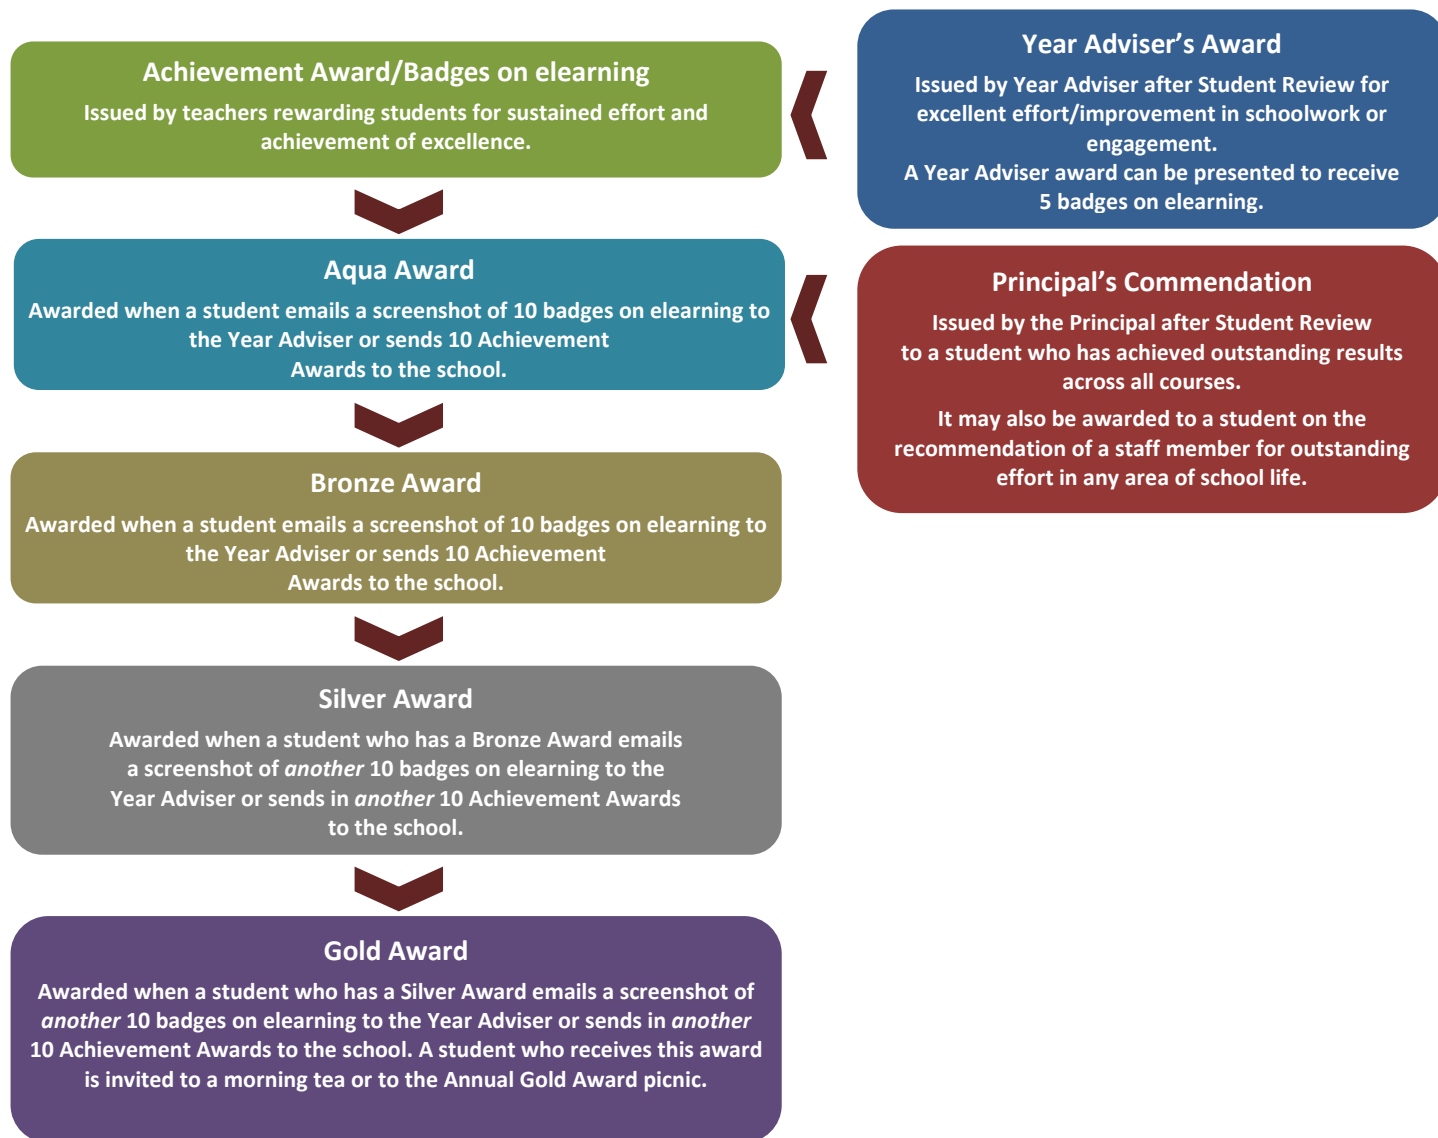 Achievement Award/Badges on elearning
Issued by teachers rewarding students for sustained effort and
achievement of excellence.
Year Adviser’s Award
Issued by Year Adviser after Student Review for
excellent effort/improvement in schoolwork or
engagement.
A Year Adviser award can be presented to receive
5 badges on elearning.
Aqua Award
Awarded when a student emails a screenshot of 10 badges on elearning to
the Year Adviser or sends 10 Achievement
Awards to the school.
Principal’s Commendation
Issued by the Principal after Student Review
to a student who has achieved outstanding results
across all courses.
It may also be awarded to a student on the
recommendation of a staff member for outstanding
effort in any area of school life.
Bronze Award
Awarded when a student emails a screenshot of 10 badges on elearning to
the Year Adviser or sends 10 Achievement
Awards to the school.
Silver Award
Awarded when a student who has a Bronze Award emails
a screenshot of another 10 badges on elearning to the
Year Adviser or sends in another 10 Achievement Awards
to the school.
Gold Award
Awarded when a student who has a Silver Award emails a screenshot of
another 10 badges on elearning to the Year Adviser or sends in another
10 Achievement Awards to the school. A student who receives this award
is invited to a morning tea or to the Annual Gold Award picnic.